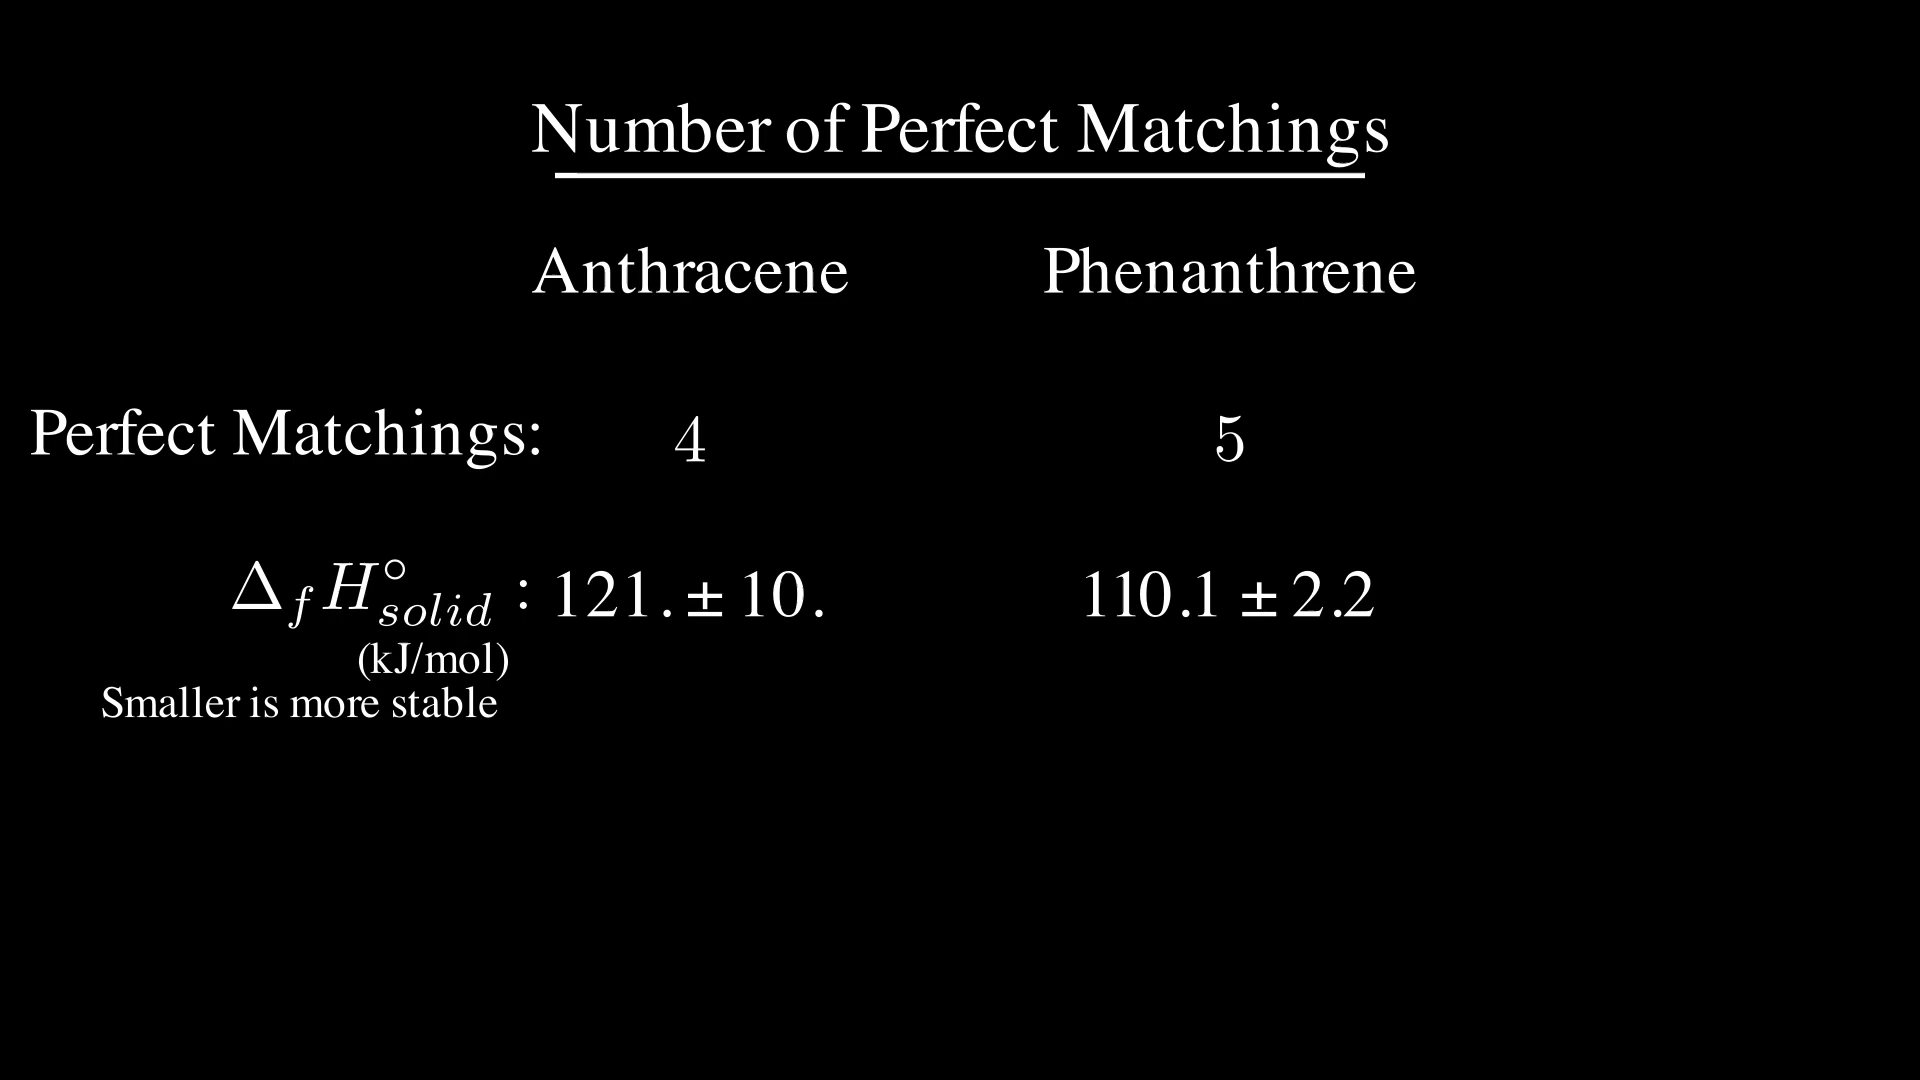 Number of Perfect Matchings
Anthracene Phenanthrene
Perfect Matchings: 4 5
Δ_f H°_solid : 121. ± 10. 110.1 ± 2.2
(kJ/mol)
Smaller is more stable